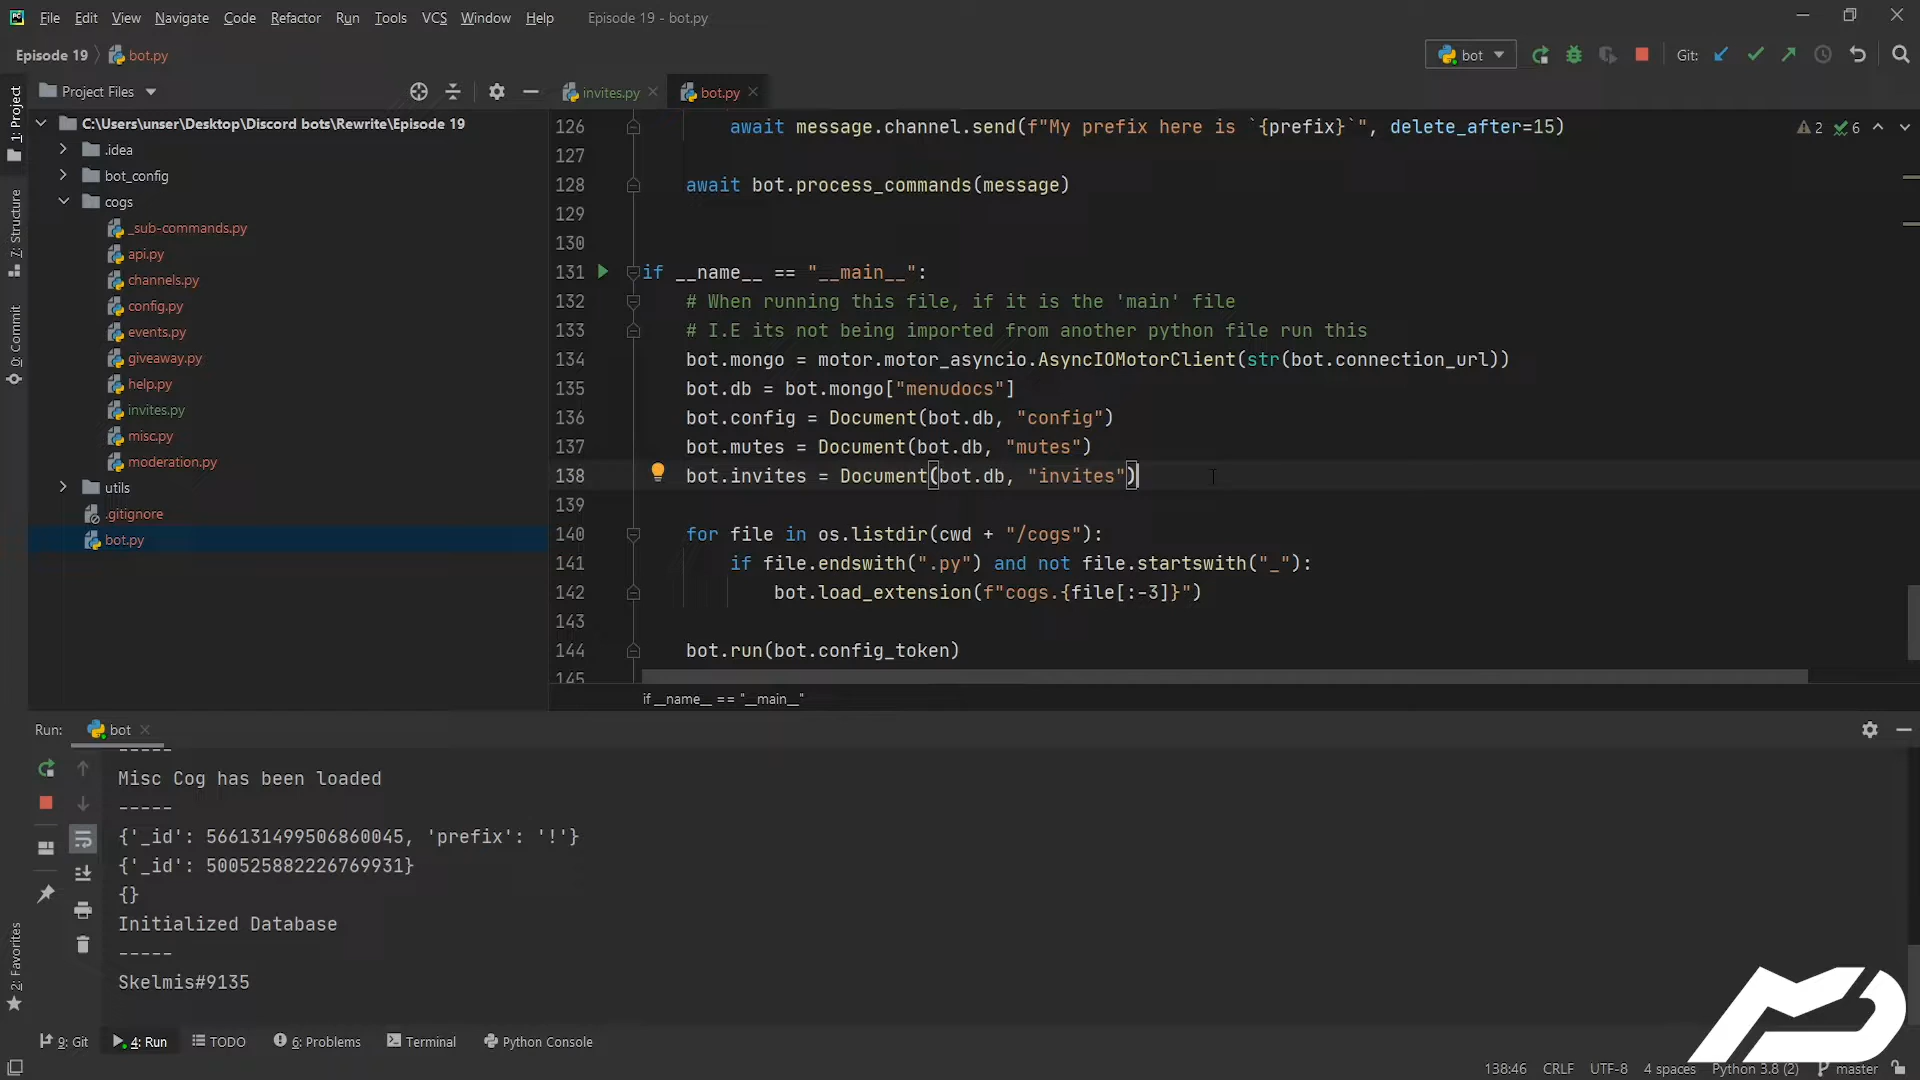 File Edit View Navigate Code Refactor Run Tools VCS Window Help Episode 19 - bot.py
Episode 19 bot.py
bot
Git:
Project Files
invites.py
bot.py
1: Project
7: Structure
0: Commit
2: Favorites
C:\Users\unser\Desktop\Discord bots\Rewrite\Episode 19
.idea
bot_config
cogs
_sub-commands.py
api.py
channels.py
config.py
events.py
giveaway.py
help.py
invites.py
misc.py
moderation.py
utils
.gitignore
bot.py
2 6
126 await message.channel.send(f"My prefix here is `{prefix}`", delete_after=15)
127
128 await bot.process_commands(message)
129
130
131 if __name__ == "__main__":
132 # When running this file, if it is the 'main' file
133 # I.E its not being imported from another python file run this
134 bot.mongo = motor.motor_asyncio.AsyncIOMotorClient(str(bot.connection_url))
135 bot.db = bot.mongo["menudocs"]
136 bot.config = Document(bot.db, "config")
137 bot.mutes = Document(bot.db, "mutes")
138 bot.invites = Document(bot.db, "invites")
139
140 for file in os.listdir(cwd + "/cogs"):
141 if file.endswith(".py") and not file.startswith("_"):
142 bot.load_extension(f"cogs.{file[:-3]}")
143
144 bot.run(bot.config_token)
145
if __name__ == "__main__"
Run: bot
-----
Misc Cog has been loaded
-----
{'_id': 566131499506860045, 'prefix': '!'}
{'_id': 500525882226769931}
{}
Initialized Database
-----
Skelmis#9135
9: Git 4: Run TODO 6: Problems Terminal Python Console
138:46 CRLF UTF-8 4 spaces Python 3.8 (2) master